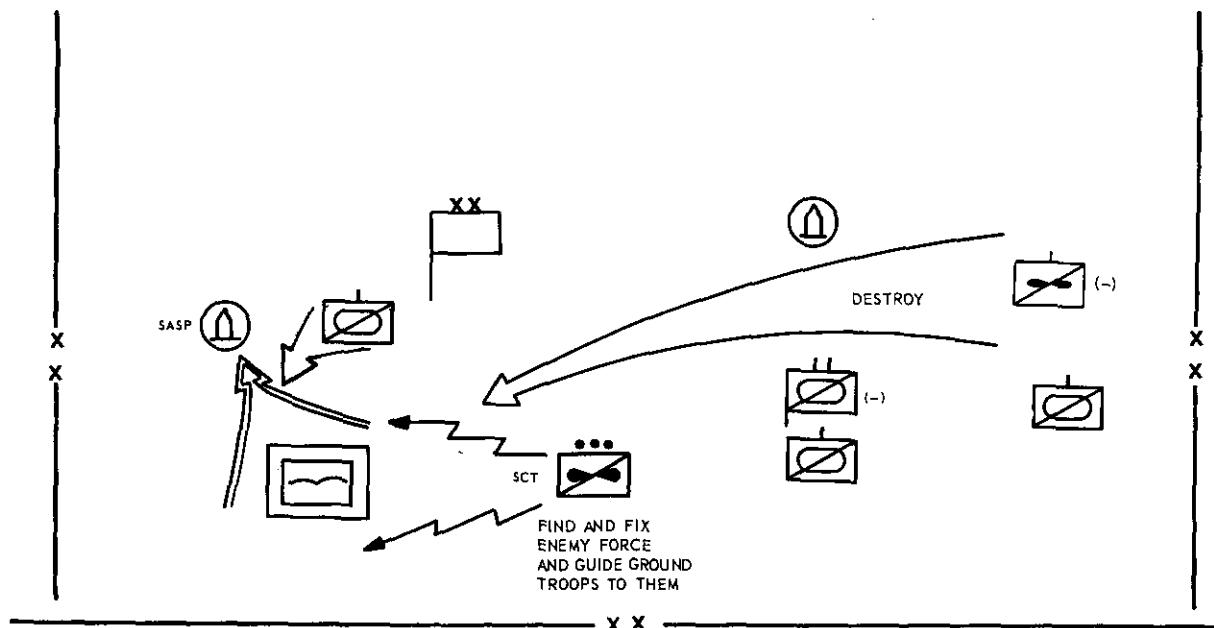 XX
SASP
DESTROY
(-)
X
X
X
X
(-)
SCT
FIND AND FIX
ENEMY FORCE
AND GUIDE GROUND
TROOPS TO THEM
X X